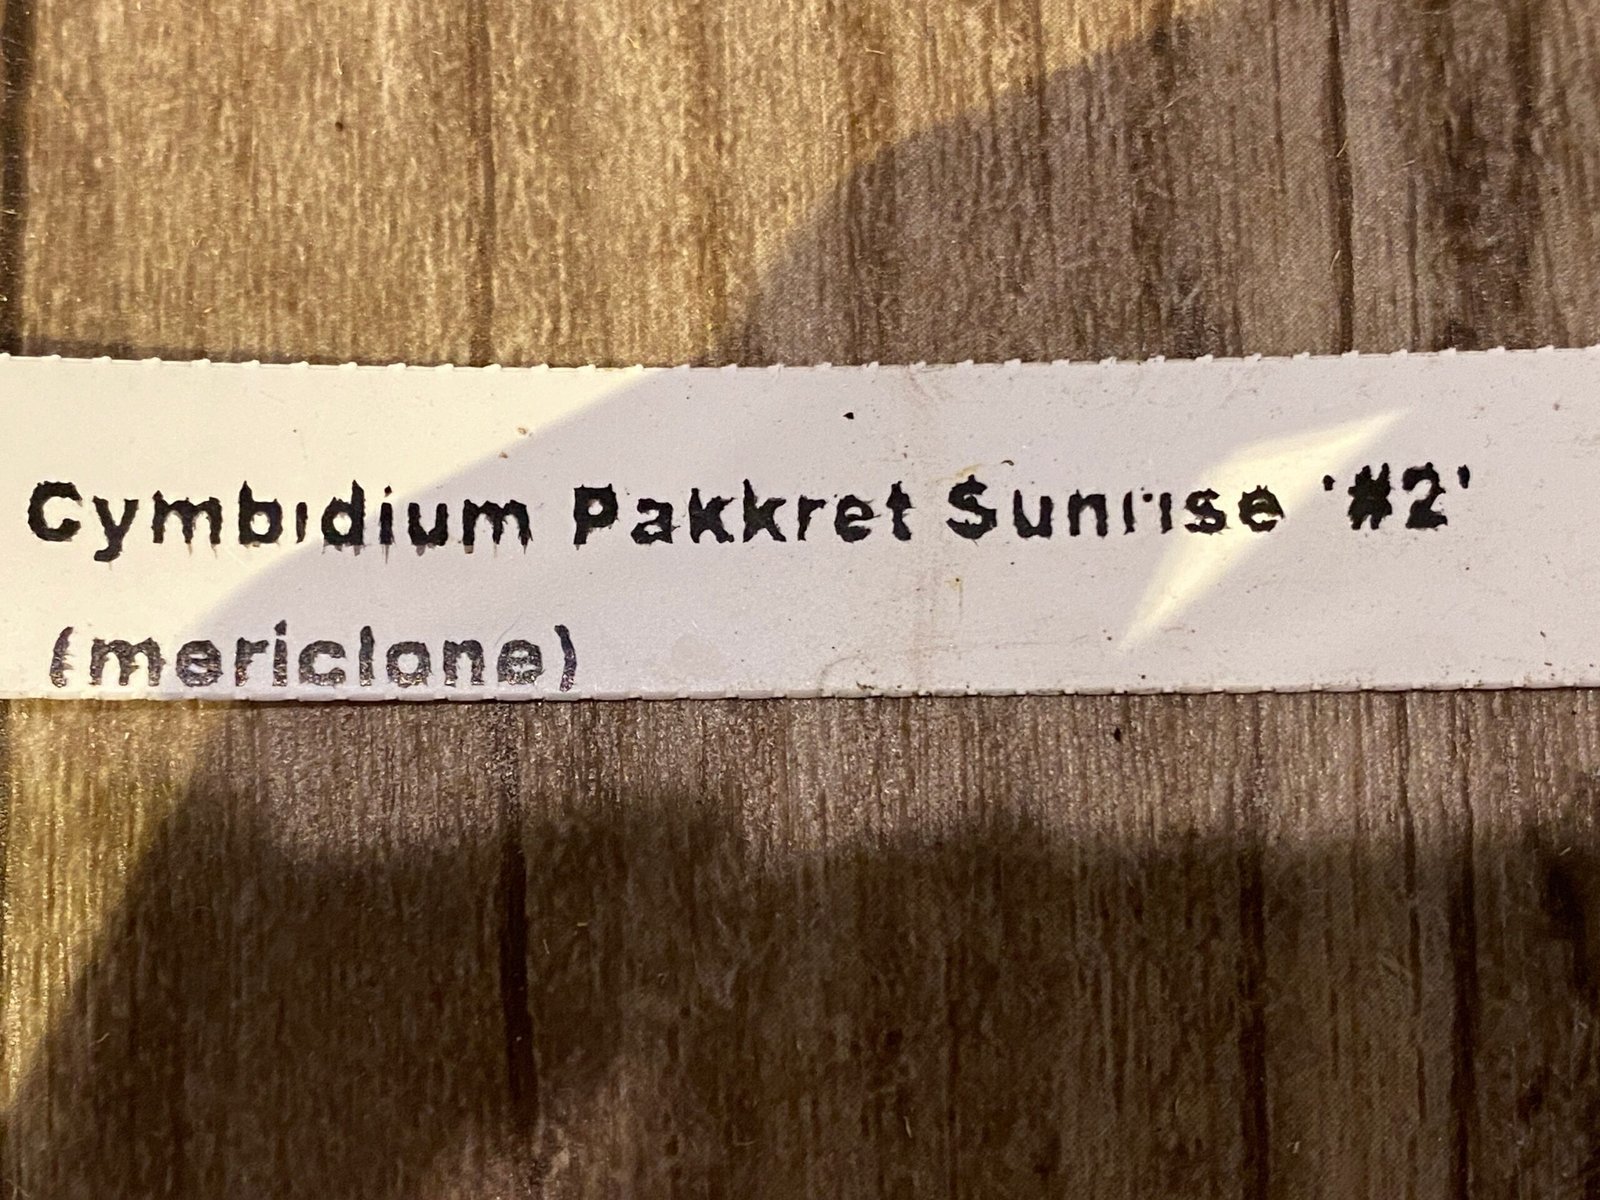 Cymbidium Pakkret Sunrise '#2'
(mericlone)